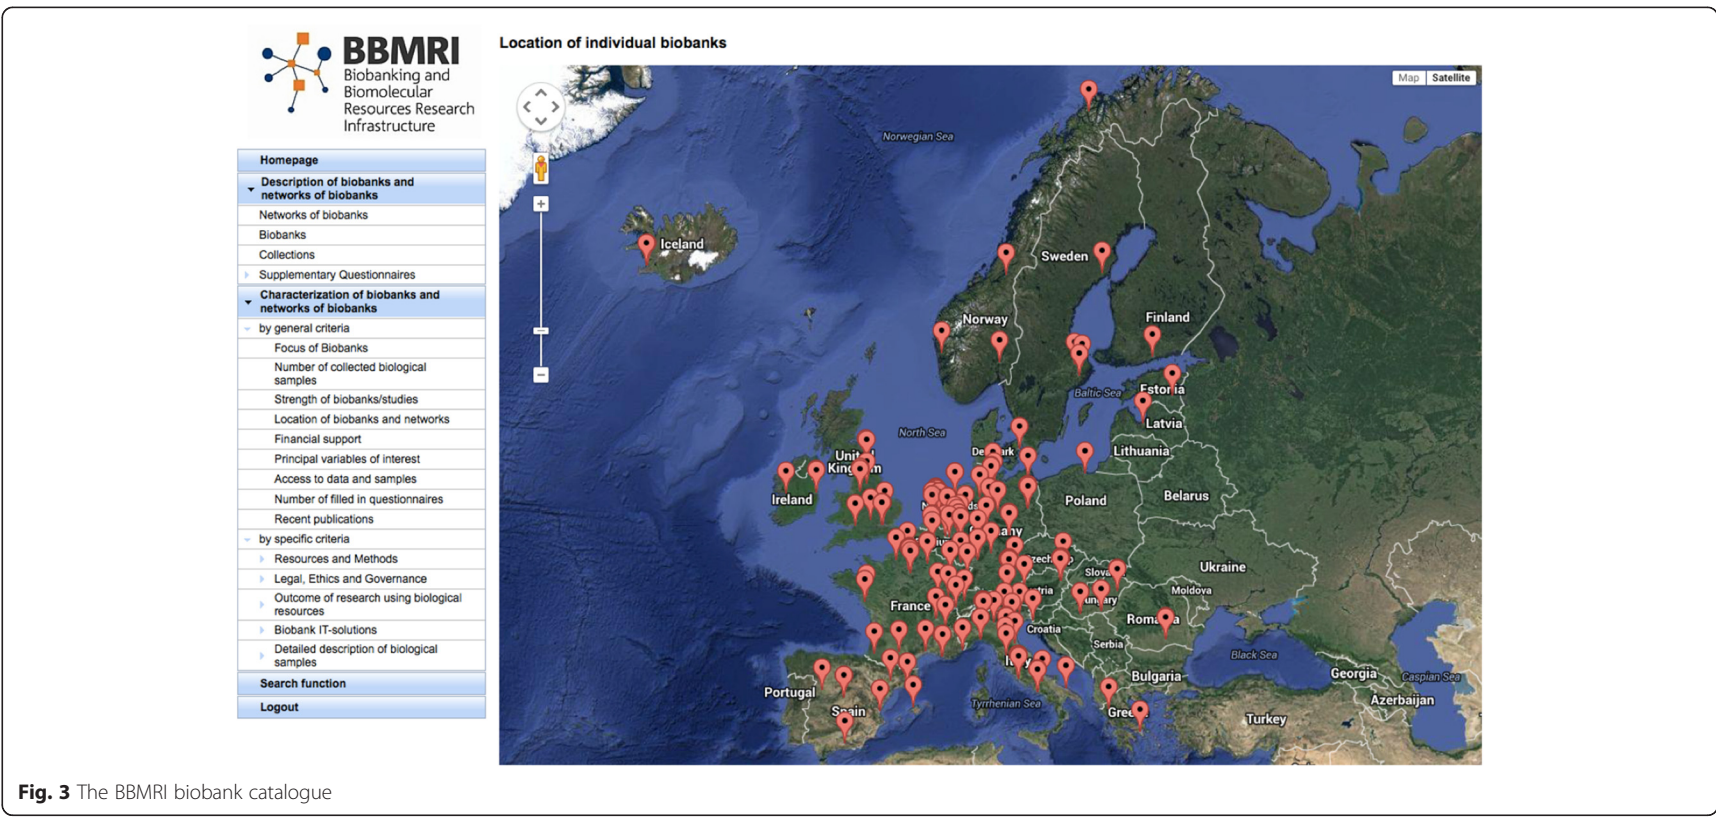 BBMRI
Biobanking and
Biomolecular
Resources Research
Infrastructure
Homepage
Description of biobanks and
networks of biobanks
Networks of biobanks
Biobanks
Collections
Supplementary Questionnaires
Characterization of biobanks and
networks of biobanks
by general criteria
Focus of Biobanks
Number of collected biological
samples
Strength of biobanks/studies
Location of biobanks and networks
Financial support
Principal variables of interest
Access to data and samples
Number of filled in questionnaires
Recent publications
by specific criteria
Resources and Methods
Legal, Ethics and Governance
Outcome of research using biological
resources
Biobank IT-solutions
Detailed description of biological
samples
Search function
Logout
Location of individual biobanks
Map Satellite
Norwegian Sea
Iceland
Sweden
Norway
Finland
Estonia
Baltic Sea
Latvia
North Sea
Denmark
Lithuania
United
Kingdom
Ireland
Poland
Belarus
Germany
Ukraine
Moldova
France
Romania
Croatia
Serbia
Black Sea
Italy
Bulgaria
Georgia
Caspian Sea
Portugal
Azerbaijan
Spain
Tyrrhenian Sea
Turkey
Fig. 3 The BBMRI biobank catalogue